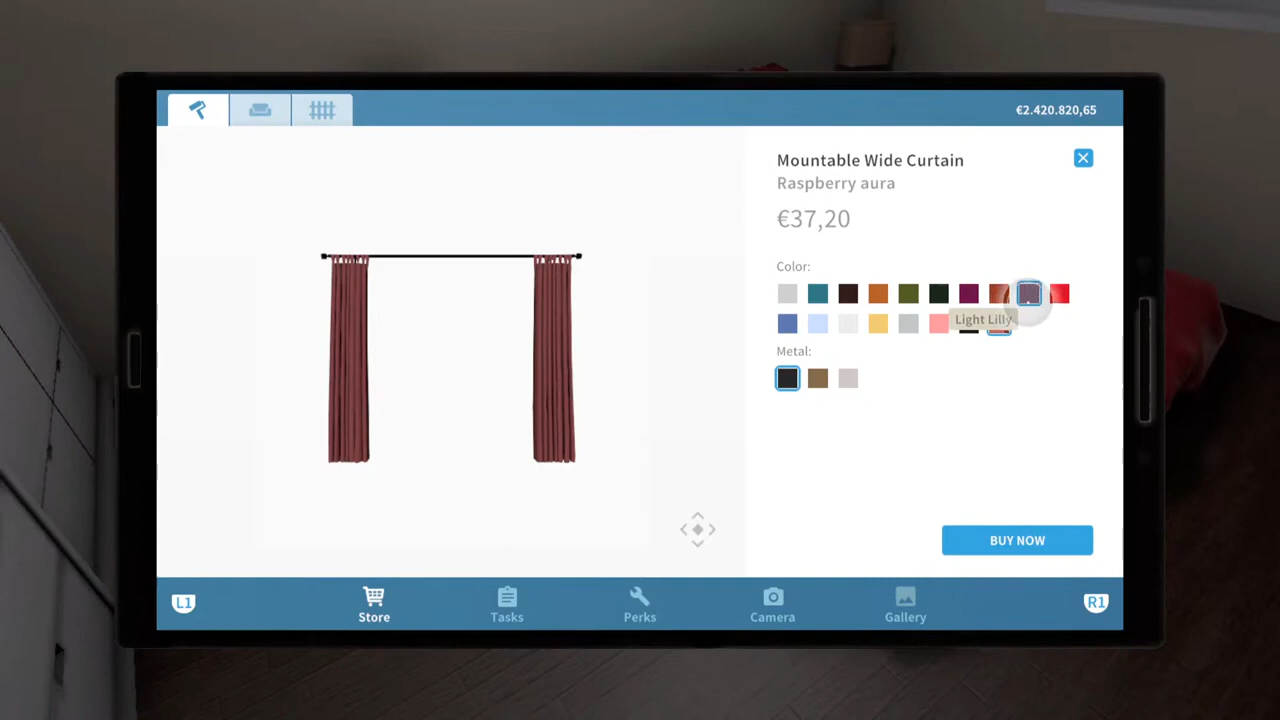 €2.420.820,65
Mountable Wide Curtain
Raspberry aura
€37,20
Color:
Light Lilly
Metal:
BUY NOW
L1
Store
Tasks
Perks
Camera
Gallery
R1